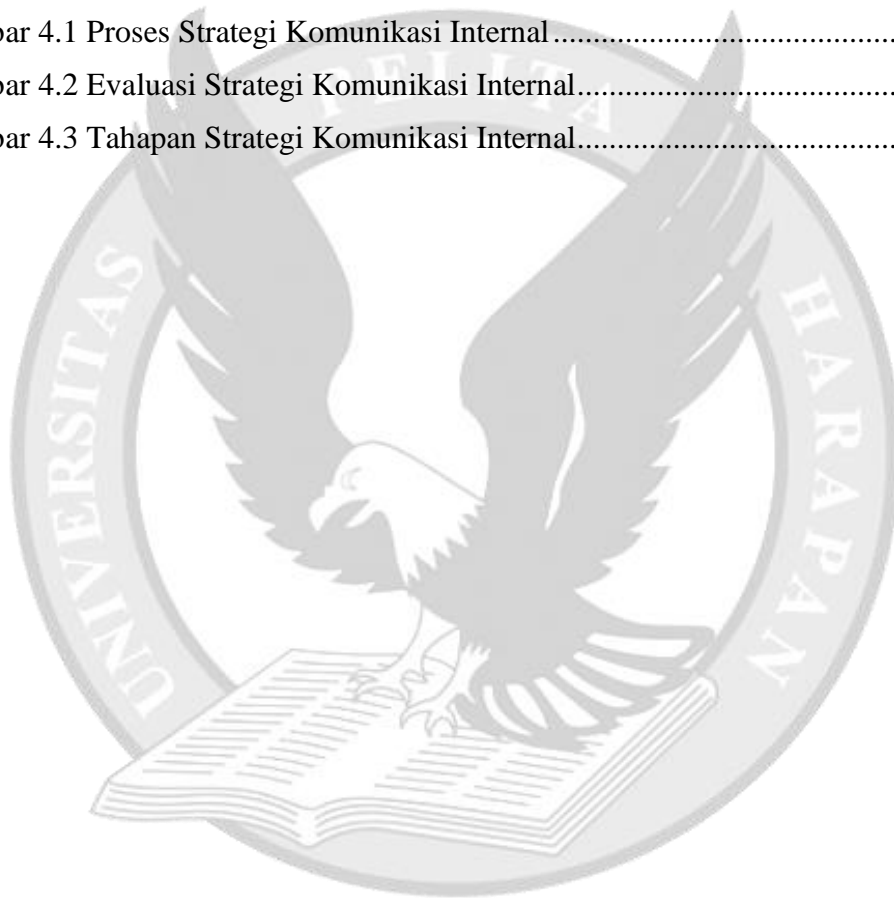 bar 4.1 Proses Strategi Komunikasi Internal......................................
bar 4.2 Evaluasi Strategi Komunikasi Internal...................................
bar 4.3 Tahapan Strategi Komunikasi Internal...................................
UNIVERSITAS PELITA HARAPAN